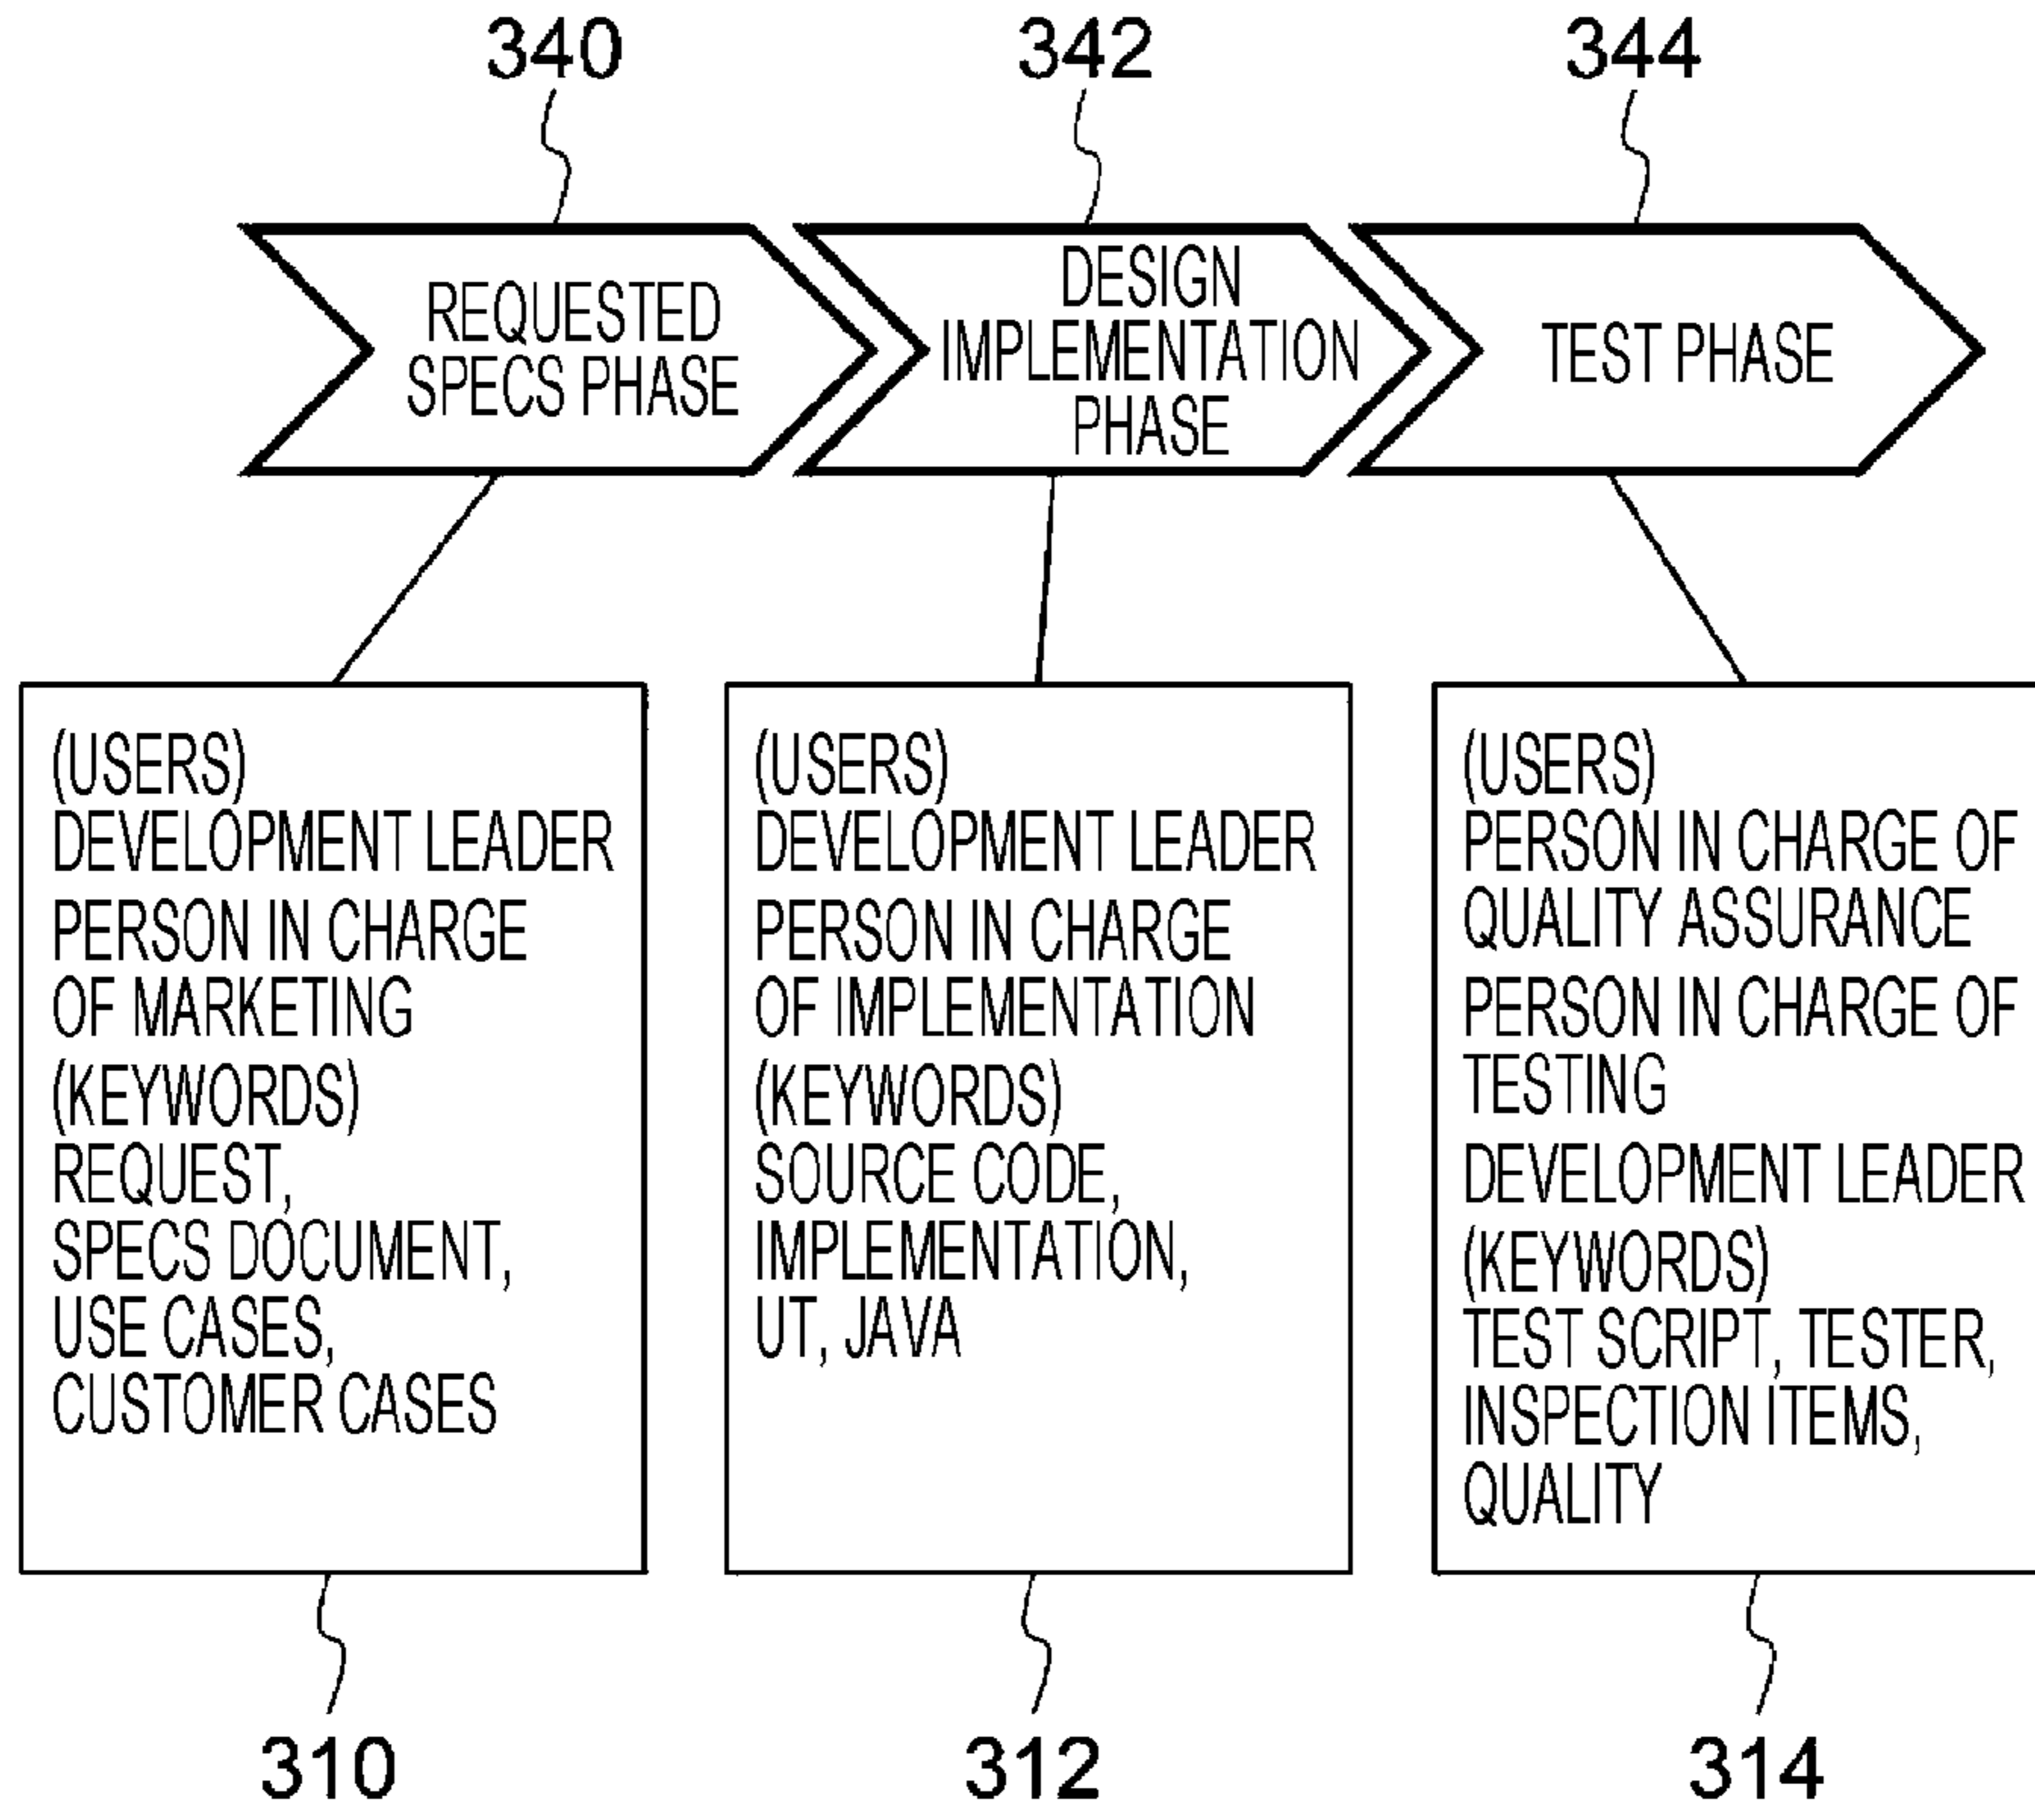 340
342
344
REQUESTED
SPECS PHASE
DESIGN
IMPLEMENTATION
PHASE
TEST PHASE
(USERS)
DEVELOPMENT LEADER
PERSON IN CHARGE
OF MARKETING
(KEYWORDS)
REQUEST,
SPECS DOCUMENT,
USE CASES,
CUSTOMER CASES
(USERS)
DEVELOPMENT LEADER
PERSON IN CHARGE
OF IMPLEMENTATION
(KEYWORDS)
SOURCE CODE,
IMPLEMENTATION,
UT, JAVA
(USERS)
PERSON IN CHARGE OF
QUALITY ASSURANCE
PERSON IN CHARGE OF
TESTING
DEVELOPMENT LEADER
(KEYWORDS)
TEST SCRIPT, TESTER,
INSPECTION ITEMS,
QUALITY
310
312
314